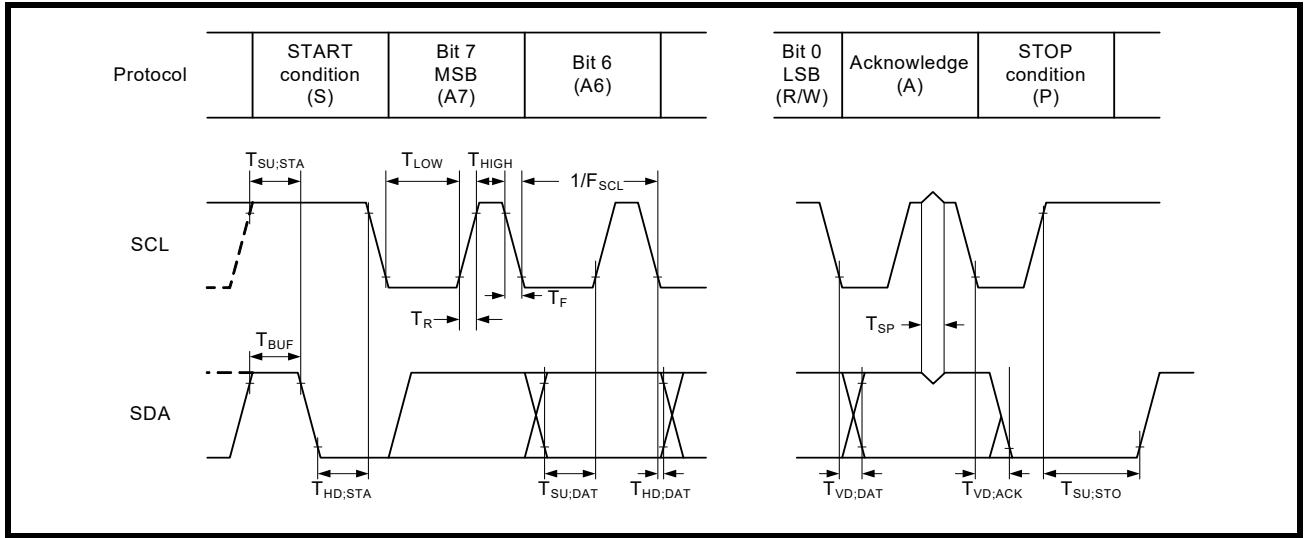 Protocol
START
condition
(S)
Bit 7
MSB
(A7)
Bit 6
(A6)
Bit 0
LSB
(R/W)
Acknowledge
(A)
STOP
condition
(P)
TSU;STA
TLOW
THIGH
1/FSCL
SCL
TF
TR
TSP
TBUF
SDA
THD;STA
TSU;DAT
THD;DAT
TVD;DAT
TVD;ACK
TSU;STO